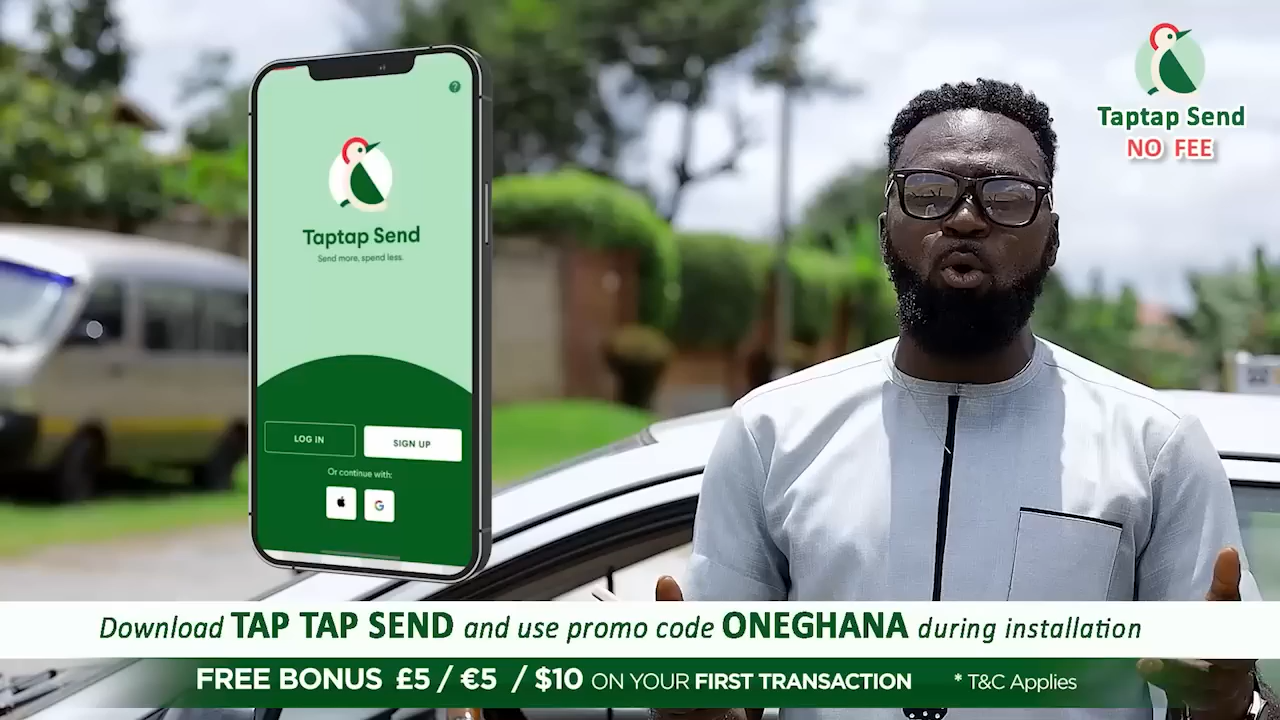 Taptap Send
NO FEE
?
Taptap Send
Send more, spend less.
LOG IN
SIGN UP
Or continue with:
G
Download TAP TAP SEND and use promo code ONEGHANA during installation
FREE BONUS £5 / €5 / $10 ON YOUR FIRST TRANSACTION * T&C Applies